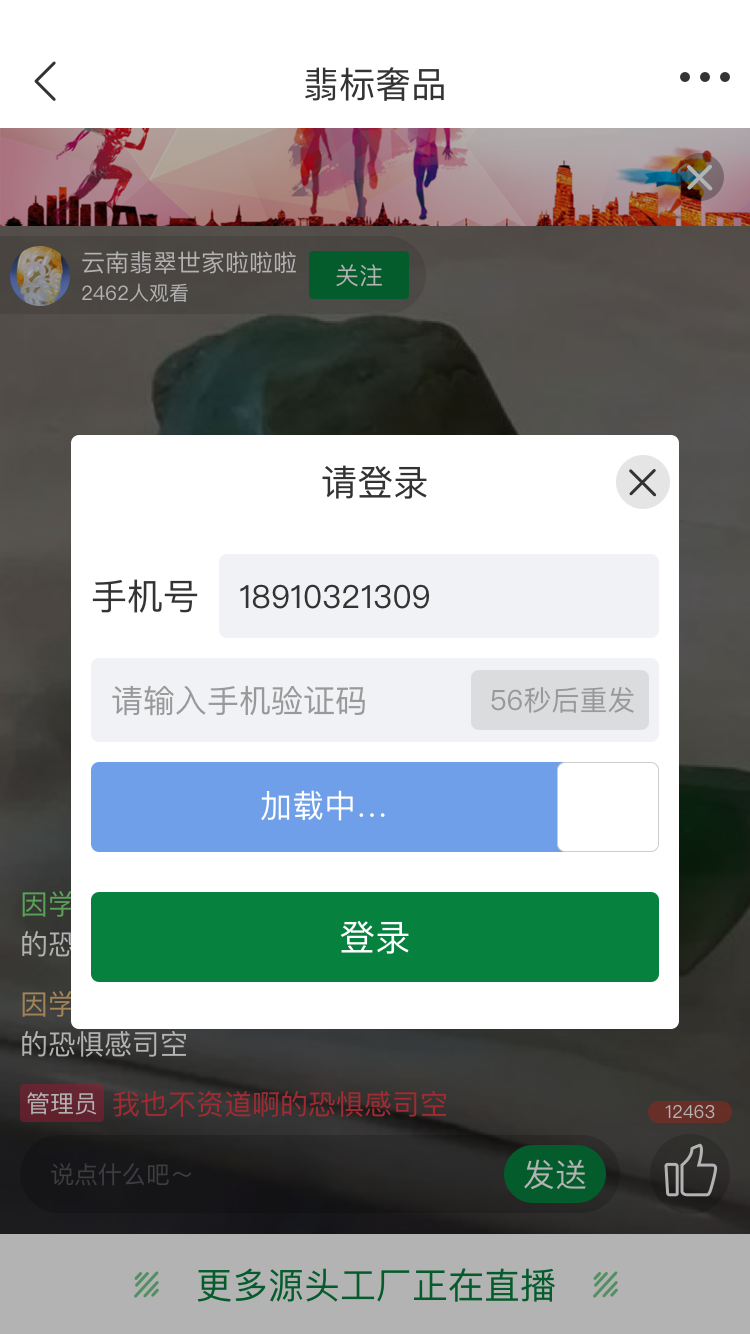 翡标奢品
云南翡翠世家啦啦啦
2462人观看
关注
请登录
手机号
18910321309
请输入手机验证码
56秒后重发
加载中...
登录
因学
的恐
因学
的恐惧感司空
管理员 我也不资道啊的恐惧感司空
12463
说点什么吧～
发送
更多源头工厂正在直播